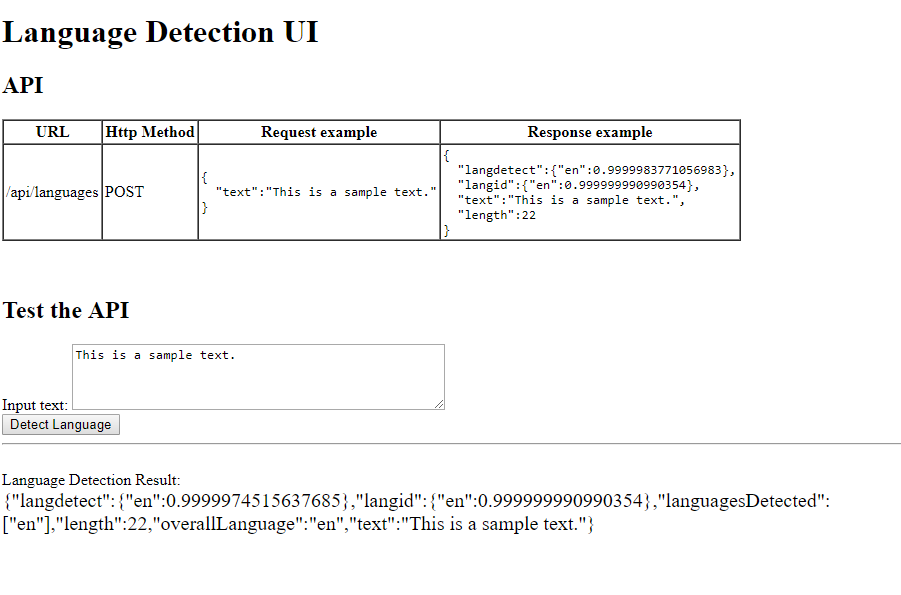 Language Detection UI
API
URL Http Method Request example Response example
/api/languages POST
{
"text":"This is a sample text."
}
{
"langdetect":{"en":0.9999983771056983},
"langid":{"en":0.999999990990354},
"text":"This is a sample text.",
"length":22
}
Test the API
This is a sample text.
Input text:
Detect Language
Language Detection Result:
{"langdetect":{"en":0.9999974515637685},"langid":{"en":0.999999990990354},"languagesDetected":
["en"],"length":22,"overallLanguage":"en","text":"This is a sample text."}